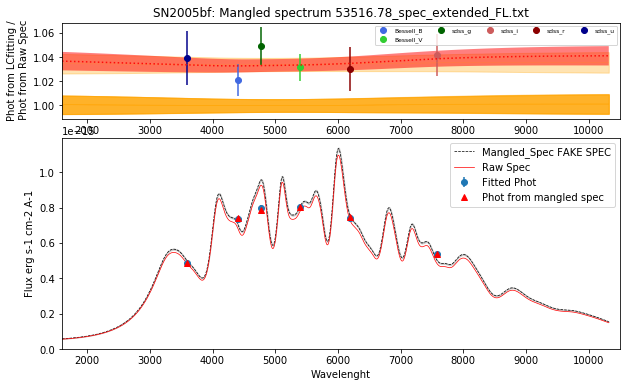 SN2005bf: Mangled spectrum 53516.78_spec_extended_FL.txt
Phot from LCfitting /
Phot from Raw Spec
1.06
1.04
1.02
1.00
Bessell_B
Bessell_V
sdss_g
sdss_i
sdss_r
sdss_u
2000 3000 4000 5000 6000 7000 8000 9000 10000
1e−15
Flux erg s-1 cm-2 A-1
1.0
0.8
0.6
0.4
0.2
0.0
Mangled_Spec FAKE SPEC
Raw Spec
Fitted Phot
Phot from mangled spec
2000 3000 4000 5000 6000 7000 8000 9000 10000
Wavelenght